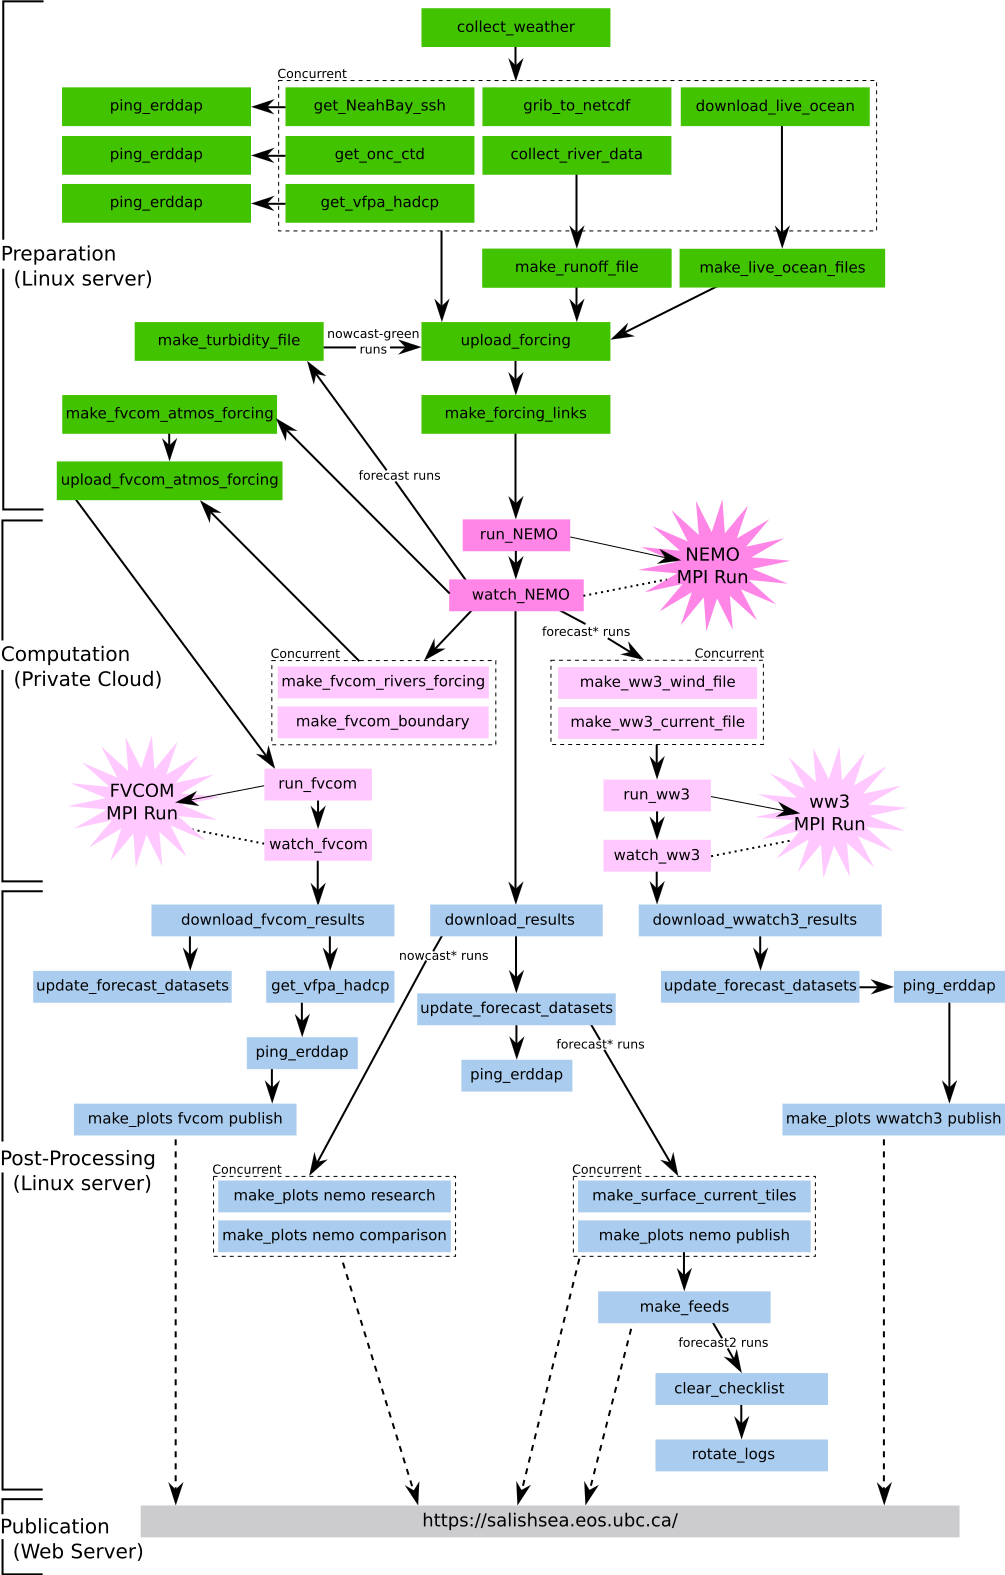 collect_weather
Concurrent
ping_erddap
get_NeahBay_ssh
grib_to_netcdf
download_live_ocean
ping_erddap
get_onc_ctd
collect_river_data
ping_erddap
get_vfpa_hadcp
Preparation
(Linux server)
make_runoff_file
make_live_ocean_files
make_turbidity_file
nowcast-green
runs
upload_forcing
make_fvcom_atmos_forcing
make_forcing_links
upload_fvcom_atmos_forcing
forecast runs
run_NEMO
NEMO
MPI Run
watch_NEMO
forecast* runs
Computation
(Private Cloud)
Concurrent
make_fvcom_rivers_forcing
make_fvcom_boundary
Concurrent
make_ww3_wind_file
make_ww3_current_file
FVCOM
MPI Run
run_fvcom
watch_fvcom
run_ww3
watch_ww3
ww3
MPI Run
download_fvcom_results
download_results
download_wwatch3_results
nowcast* runs
update_forecast_datasets
get_vfpa_hadcp
update_forecast_datasets
update_forecast_datasets
ping_erddap
forecast* runs
ping_erddap
ping_erddap
make_plots fvcom publish
make_plots wwatch3 publish
Post-Processing
(Linux server)
Concurrent
make_plots nemo research
make_plots nemo comparison
Concurrent
make_surface_current_tiles
make_plots nemo publish
make_feeds
forecast2 runs
clear_checklist
rotate_logs
Publication
(Web Server)
https://salishsea.eos.ubc.ca/